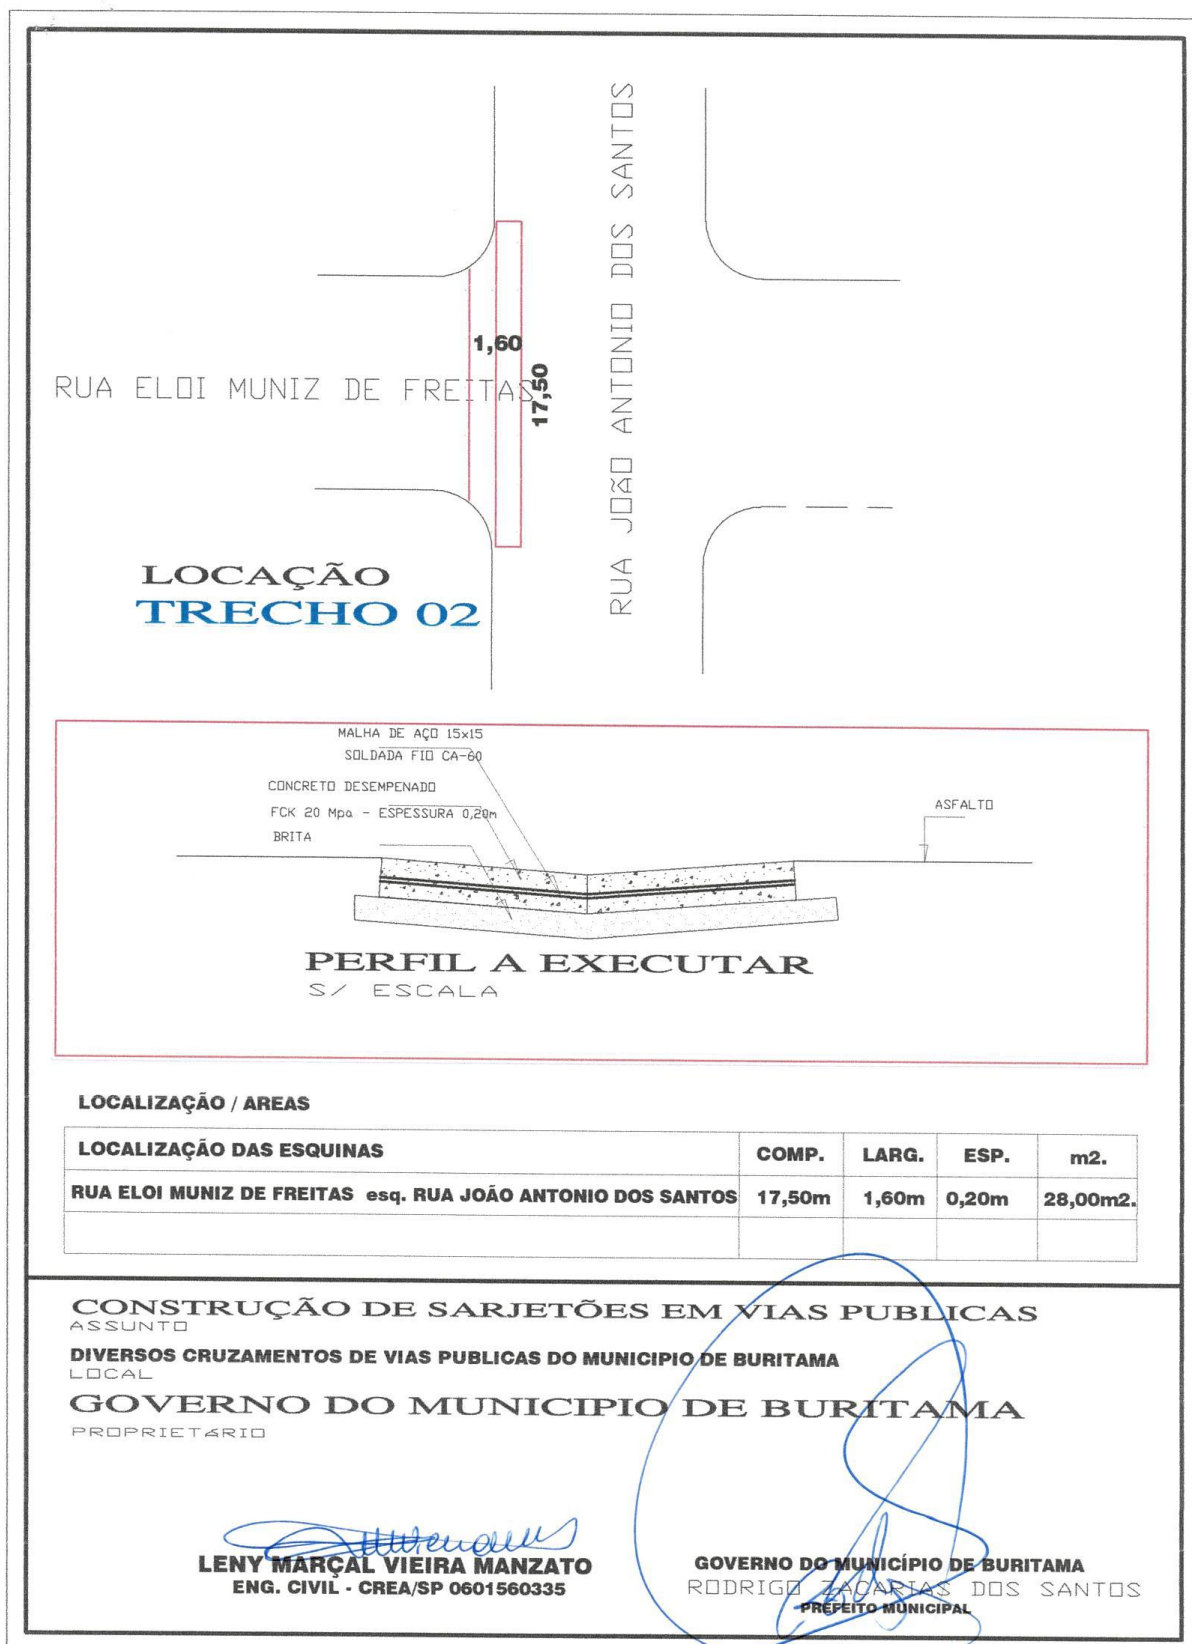 RUA JOÃO ANTONIO DOS SANTOS
1,60
RUA ELOI MUNIZ DE FREITAS
17,50
LOCAÇÃO
TRECHO 02
MALHA DE AÇO 15x15
SOLDADA FIO CA-60
CONCRETO DESEMPENADO
FCK 20 Mpa - ESPESSURA 0,20m
BRITA
ASFALTO
PERFIL A EXECUTAR
S/ ESCALA
LOCALIZAÇÃO / AREAS
LOCALIZAÇÃO DAS ESQUINAS COMP. LARG. ESP. m2.
RUA ELOI MUNIZ DE FREITAS esq. RUA JOÃO ANTONIO DOS SANTOS 17,50m 1,60m 0,20m 28,00m2.
CONSTRUÇÃO DE SARJETÕES EM VIAS PUBLICAS
ASSUNTO
DIVERSOS CRUZAMENTOS DE VIAS PUBLICAS DO MUNICIPIO DE BURITAMA
LOCAL
GOVERNO DO MUNICIPIO DE BURITAMA
PROPRIETÁRIO
LENY MARÇAL VIEIRA MANZATO
ENG. CIVIL - CREA/SP 0601560335
GOVERNO DO MUNICÍPIO DE BURITAMA
RODRIGO ZACARIAS DOS SANTOS
PREFEITO MUNICIPAL